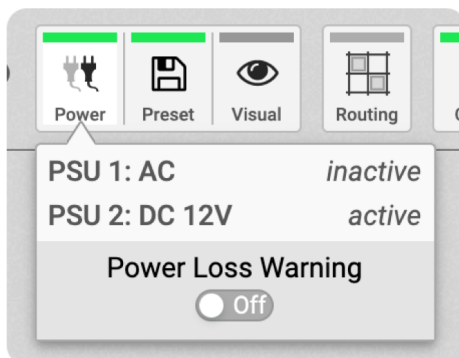 Power Preset Visual Routing
PSU 1: AC inactive
PSU 2: DC 12V active
Power Loss Warning
Off